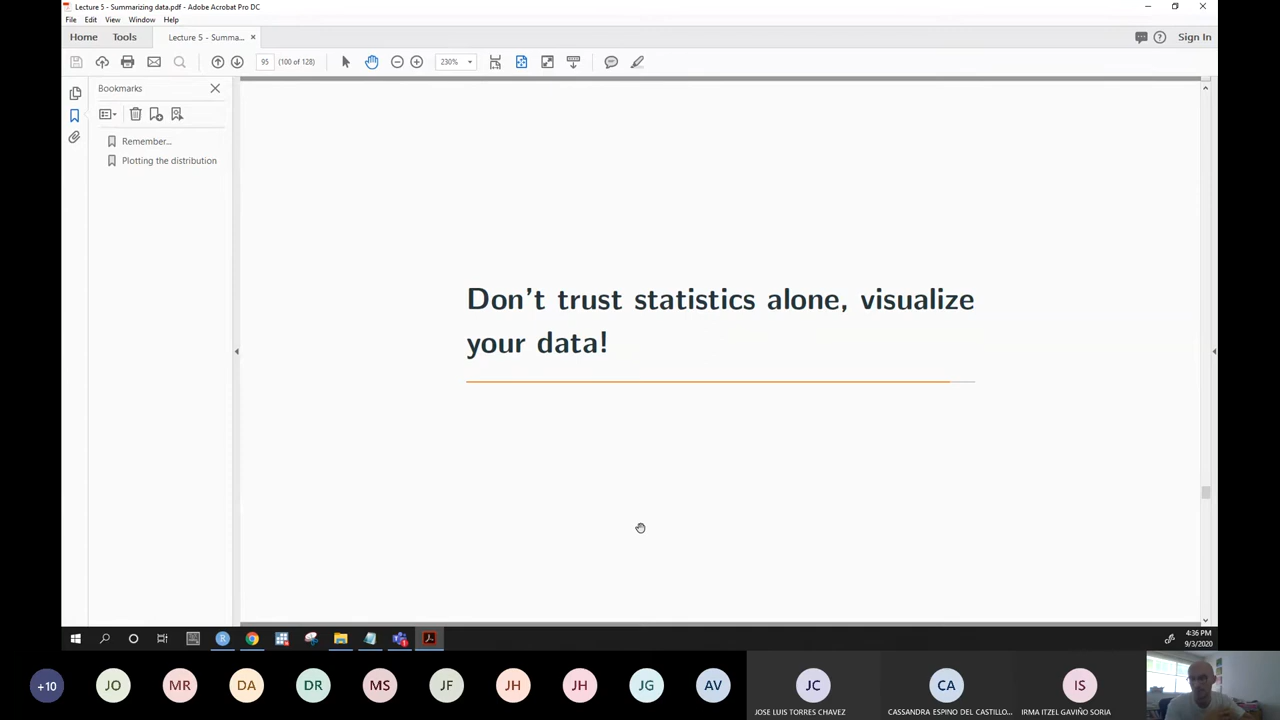 Lecture 5 - Summarizing data.pdf - Adobe Acrobat Pro DC
File Edit View Window Help
Home Tools Lecture 5 - Summa... Sign In
95 (100 of 128) 230%
Bookmarks
Remember...
Plotting the distribution
Don't trust statistics alone, visualize
your data!
4:36 PM
9/3/2020
+10 JO MR DA DR MS JF JH JH JG AV JC CA IS
JOSE LUIS TORRES CHAVEZ CASSANDRA ESPINO DEL CASTILLO... IRMA ITZEL GAVIÑO SORIA